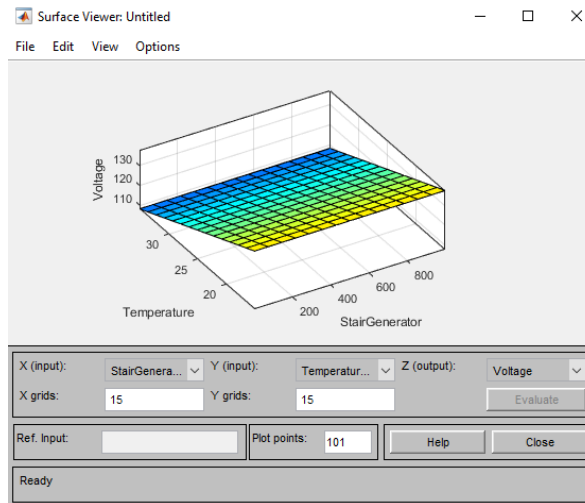 Surface Viewer: Untitled
File Edit View Options
130
120
110
Voltage
30
25
20
Temperature
200
400
600
800
StairGenerator
X (input): StairGenera... Y (input): Temperatur... Z (output): Voltage
X grids: 15 Y grids: 15 Evaluate
Ref. Input: Plot points: 101 Help Close
Ready